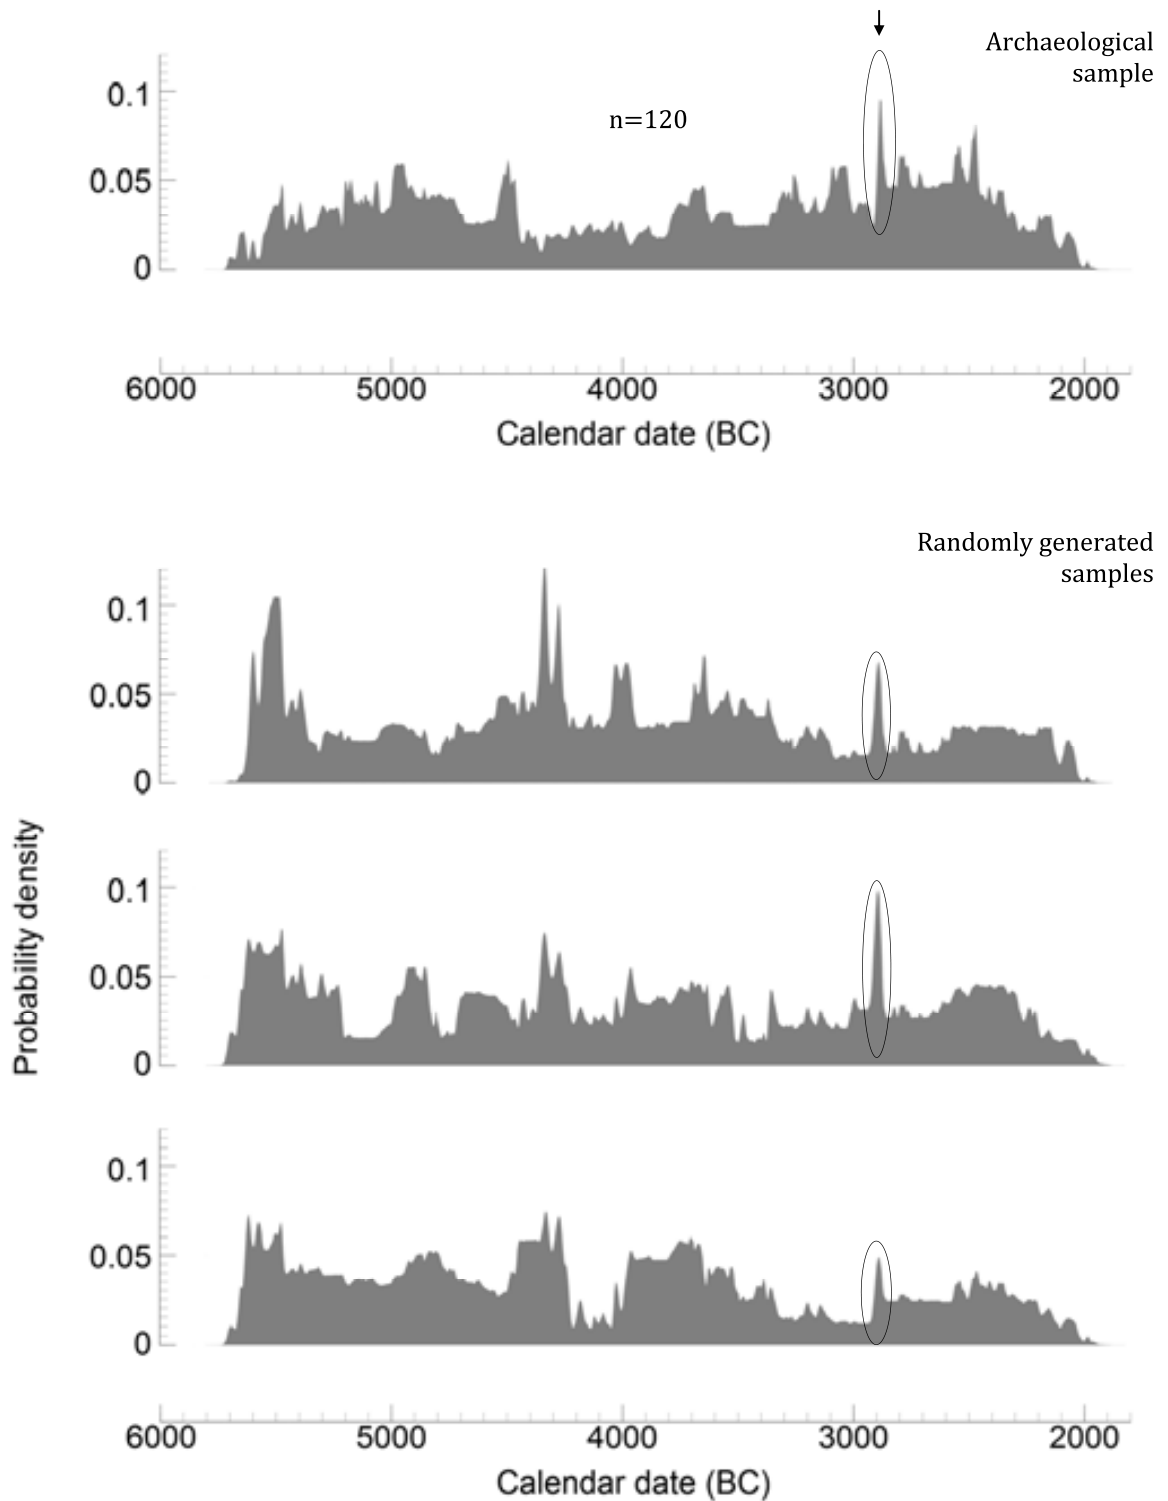 Archaeological
sample
n=120
0.1
0.05
0
6000 5000 4000 3000 2000
Calendar date (BC)
Randomly generated
samples
Probability density
0.1
0.05
0
0.1
0.05
0
0.1
0.05
0
6000 5000 4000 3000 2000
Calendar date (BC)